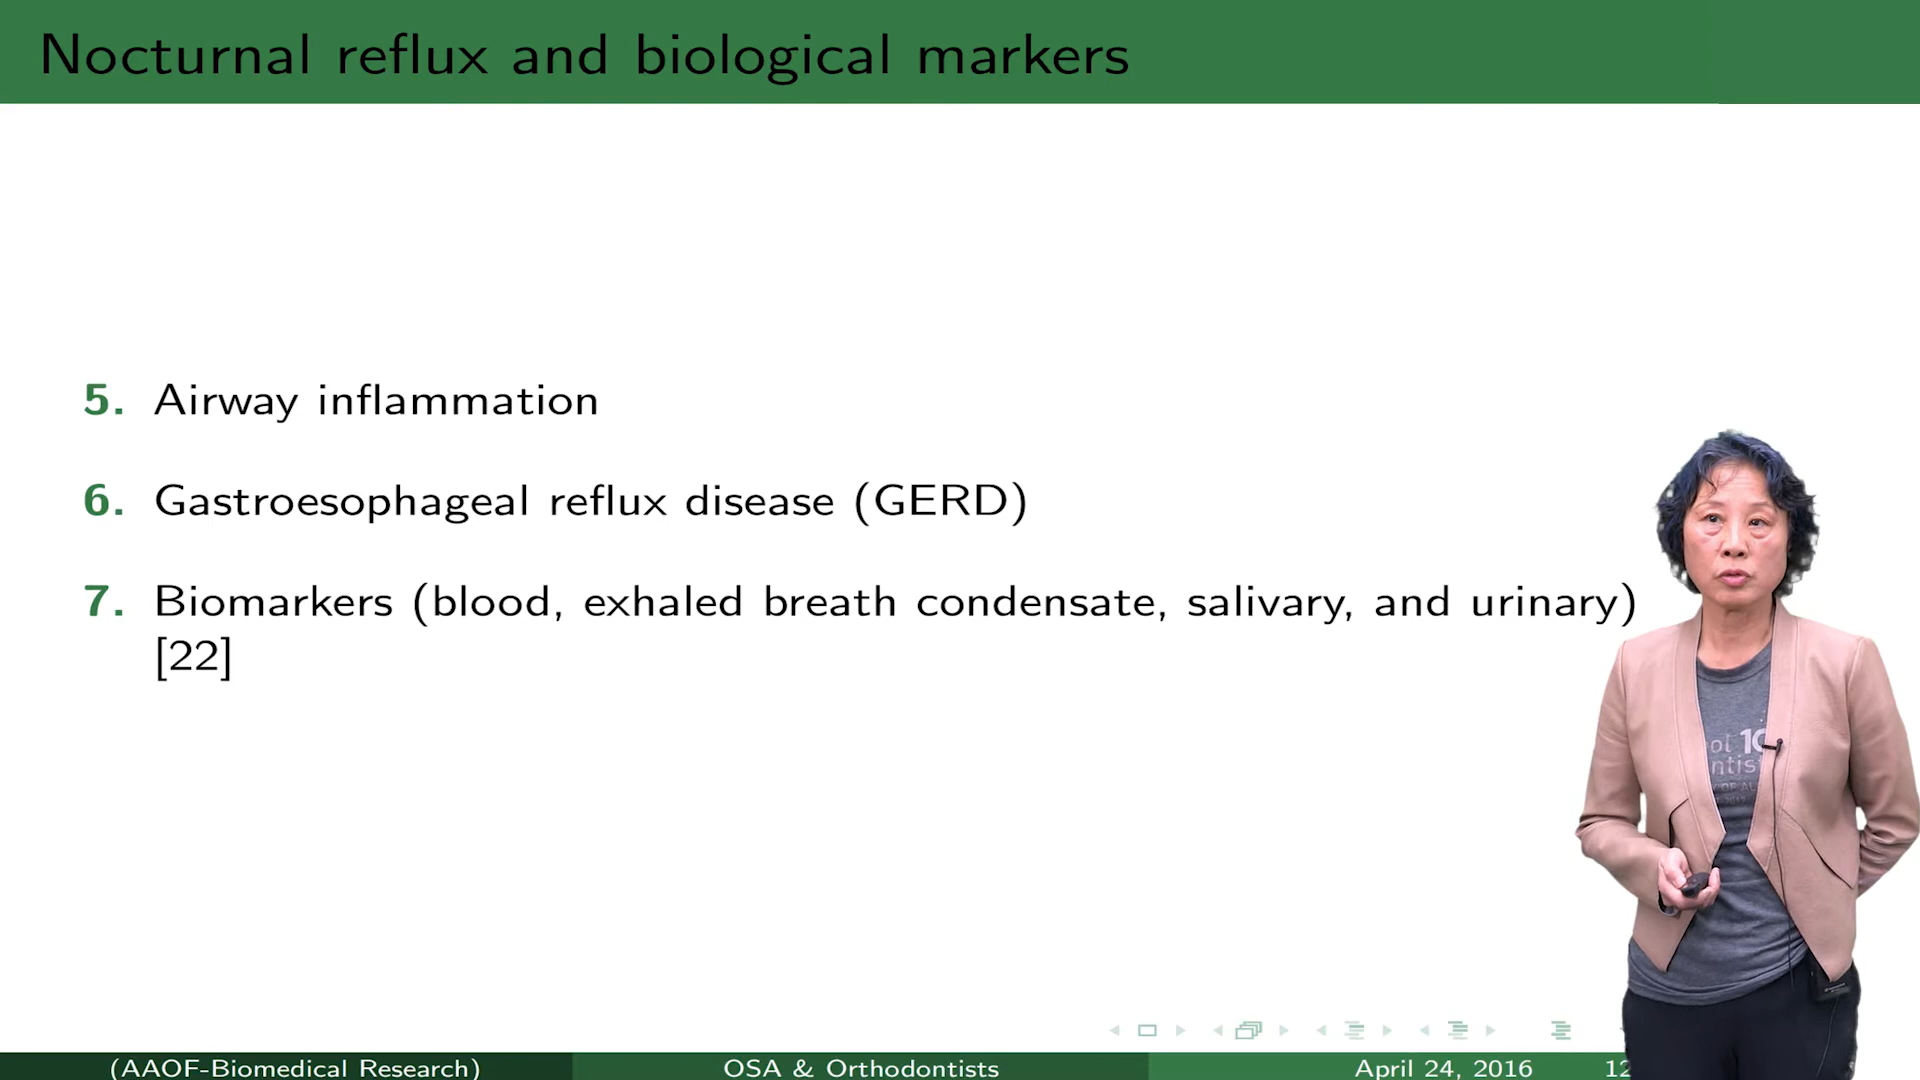 Nocturnal reflux and biological markers
5. Airway inflammation
6. Gastroesophageal reflux disease (GERD)
7. Biomarkers (blood, exhaled breath condensate, salivary, and urinary)
[22]
(AAOF-Biomedical Research)
OSA & Orthodontists
April 24, 2016
12